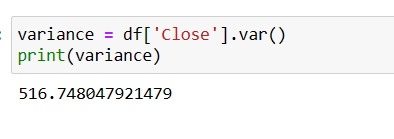 variance = df['Close'].var()
print(variance)
516.748047921479